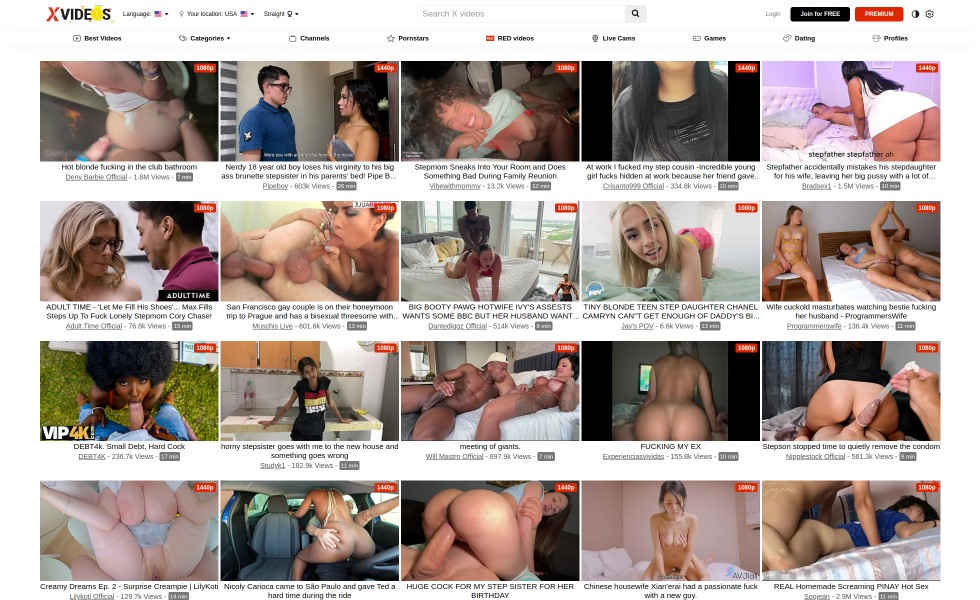 XVIDEOS Language: Your location: USA Straight Search X videos Login Join for FREE PREMIUM
Best Videos Categories Channels Pornstars RED videos Live Cams Games Dating Profiles
1080p 1440p 1080p 1440p 1440p
stepfather stepfather ah
Hot blonde fucking in the club bathroom
Deny Barbie Official - 1.8M Views - 7 min
Nerdy 18 year old boy loses his virginity to his big
ass brunette stepsister in his parents' bed! Pipe B...
Pipeboy - 603k Views - 26 min
Stepmom Sneaks Into Your Room and Does
Something Bad During Family Reunion
Vibewithmommy - 13.2k Views - 12 min
At work I fucked my step cousin -Incredible young
girl fucks hidden at work because her friend gave...
Crisanto999 Official - 334.8k Views - 10 min
Stepfather accidentally mistakes his stepdaughter
for his wife, leaving her big pussy with a lot of...
Bradsex1 - 1.5M Views - 10 min
1080p 1080p 1080p 1080p
ADULT TIME
POV
ADULT TIME - 'Let Me Fill His Shoes'... Max Fills
Steps Up To Fuck Lonely Stepmom Cory Chase!
Adult Time Official - 76.8k Views - 15 min
San Francisco gay couple is on their honeymoon
trip to Prague and has a bisexual threesome with...
Muschis Live - 601.6k Views - 13 min
BIG BOOTY PAWG HOTWIFE IVY'S ASSESTS
WANTS SOME BBC BUT HER HUSBAND WANT...
Dantediggz Official - 514k Views - 8 min
TINY BLONDE TEEN STEP DAUGHTER CHANEL
CAMRYN CAN'T GET ENOUGH OF DADDY'S BI...
Jay's POV - 6.6k Views - 13 min
Wife cuckold masturbates watching bestie fucking
her husband - ProgrammersWife
Programmerswife - 136.4k Views - 11 min
1080p 1080p 1080p 1080p 1080p
VIP4K.com
DEBT4k. Small Debt, Hard Cock
DEBT4K - 236.7k Views - 17 min
horny stepsister goes with me to the new house and
something goes wrong
Studyk1 - 182.9k Views - 11 min
meeting of giants.
Will Mastro Official - 897.9k Views - 7 min
FUCKING MY EX
Experienciasvividas - 155.8k Views - 10 min
Stepson stopped time to quietly remove the condom
Nipplestock Official - 561.3k Views - 9 min
1440p 1440p 1440p 1080p 1080p
Creamy Dreams Ep. 2 - Surprise Creampie | LilyKoti
Lilykoti Official - 129.7k Views - 14 min
Nicoly Carioca came to São Paulo and gave Ted a
hard time during the ride
HUGE COCK FOR MY STEP SISTER FOR HER
BIRTHDAY
Chinese housewife Xian'erai had a passionate fuck
with a new guy.
REAL Homemade Screaming PINAY Hot Sex
Soojean - 2.9M Views - 11 min